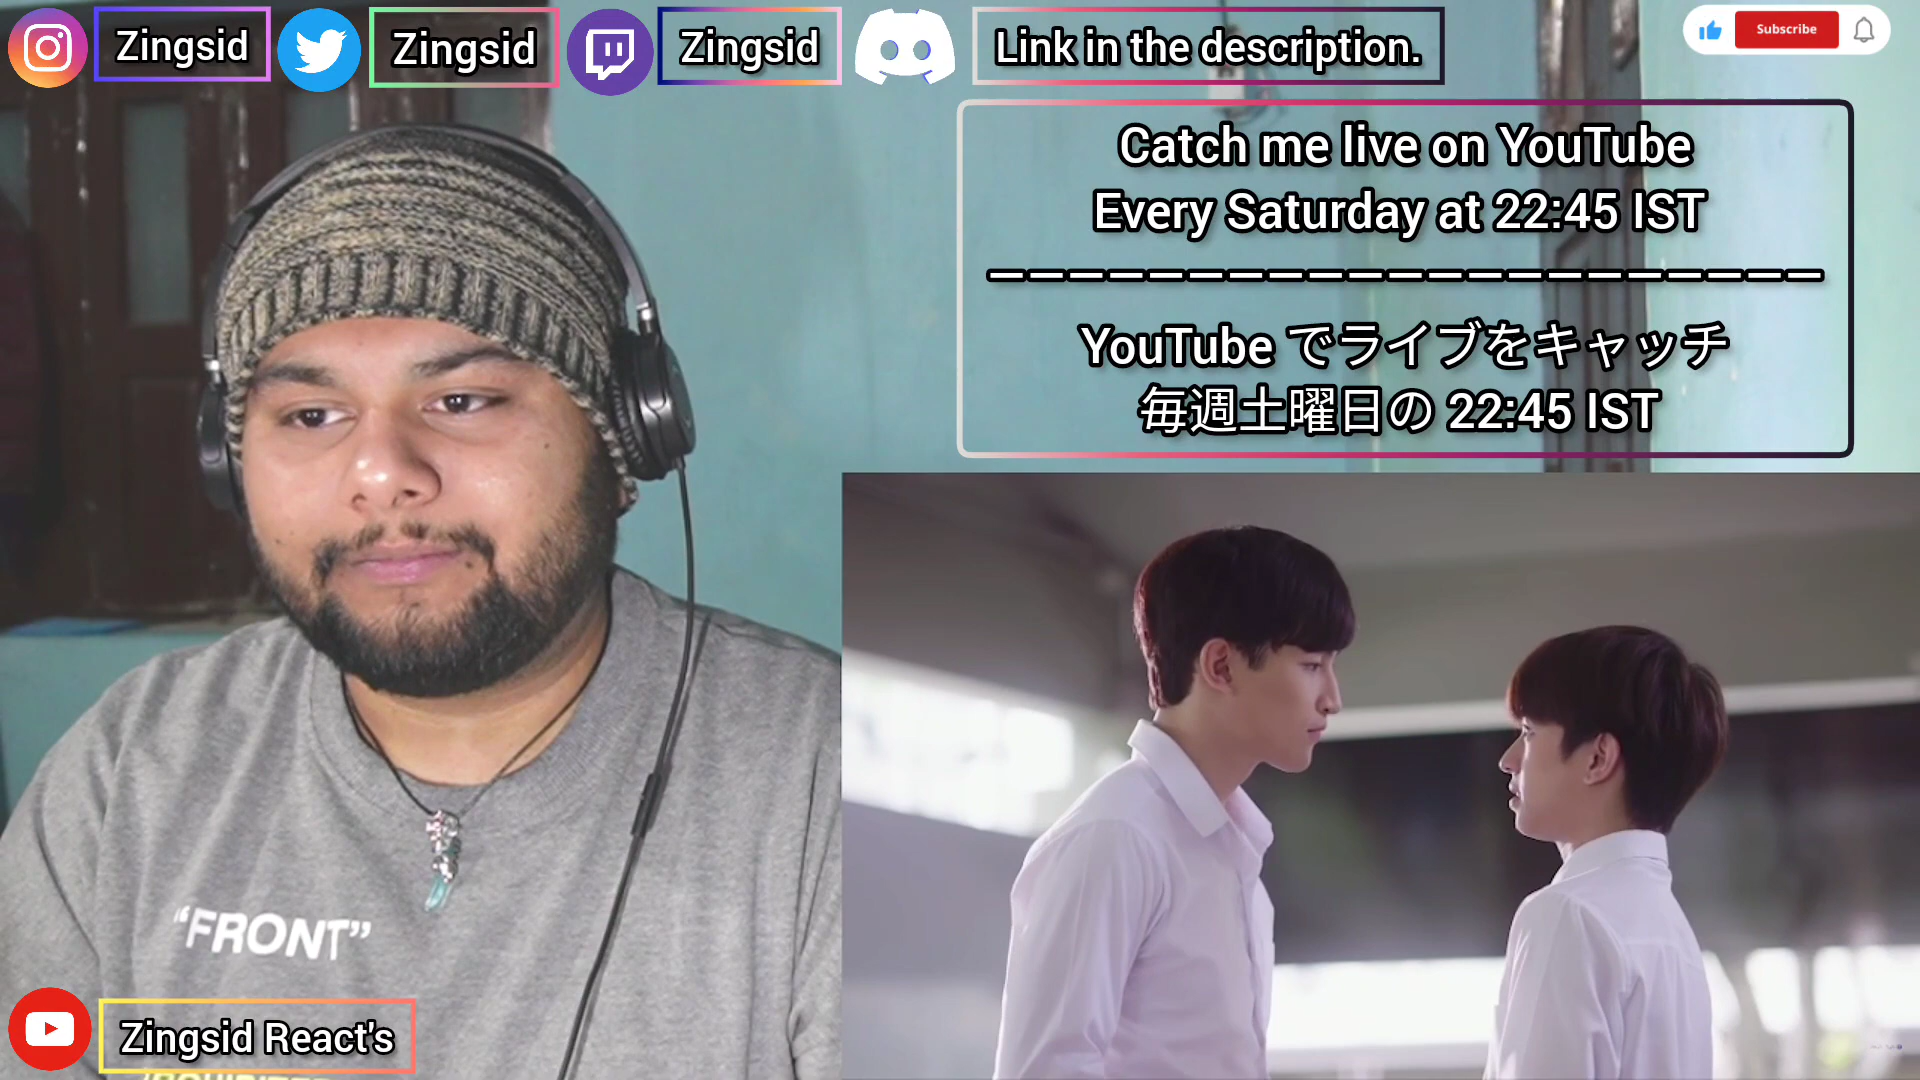 Zingsid
Zingsid
Zingsid
Link in the description.
Subscribe
Catch me live on YouTube
Every Saturday at 22:45 IST
YouTube でライブをキャッチ
毎週土曜日の 22:45 IST
“FRONT”
Zingsid React's